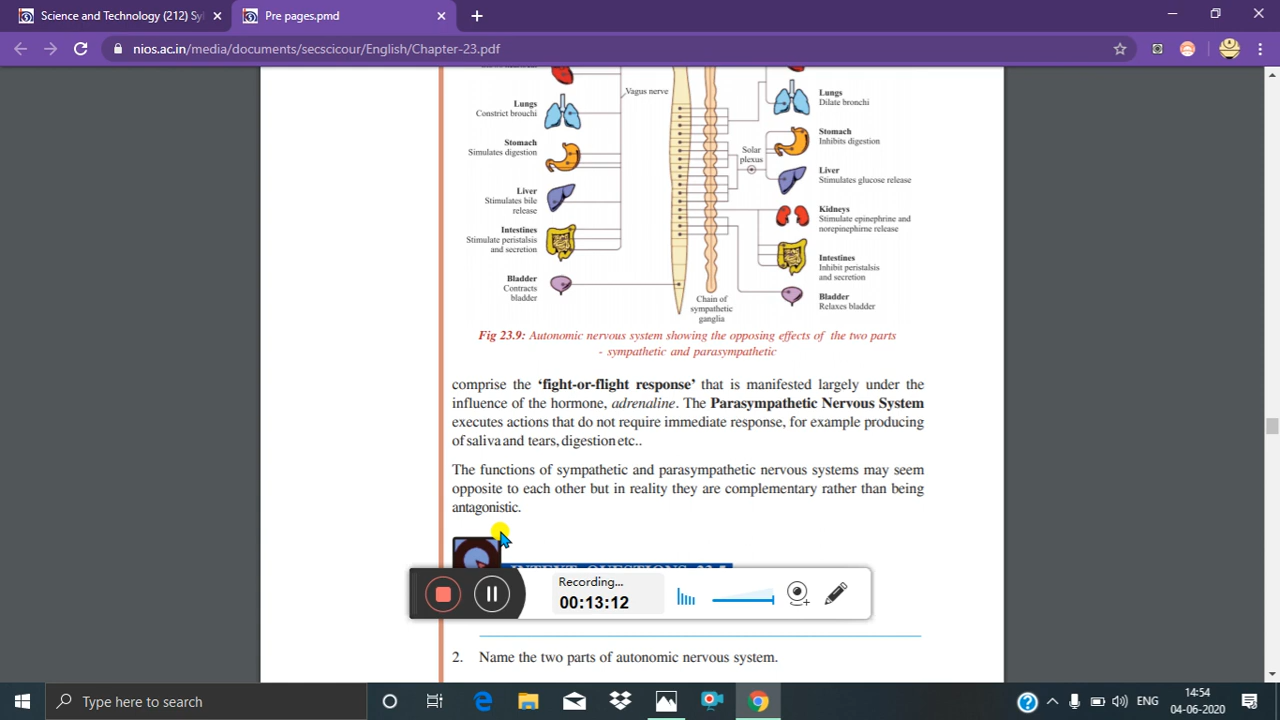 Science and Technology (212) Syl
Pre pages.pmd
nios.ac.in/media/documents/secscicour/English/Chapter-23.pdf
Vagus nerve
Lungs
Constrict brouchi
Stomach
Simulates digestion
Liver
Stimulates bile
release
Intestines
Stimulate peristalsis
and secretion
Bladder
Contracts
bladder
Solar
plexus
Chain of
sympathetic
ganglia
Lungs
Dilate bronchi
Stomach
Inhibits digestion
Liver
Stimulates glucose release
Kidneys
Stimulate epinephrine and
norepinephirne release
Intestines
Inhibit peristalsis
and secretion
Bladder
Relaxes bladder
Fig 23.9: Autonomic nervous system showing the opposing effects of the two parts
- sympathetic and parasympathetic
comprise the ‘fight-or-flight response’ that is manifested largely under the
influence of the hormone, adrenaline. The Parasympathetic Nervous System
executes actions that do not require immediate response, for example producing
of saliva and tears, digestion etc..
The functions of sympathetic and parasympathetic nervous systems may seem
opposite to each other but in reality they are complementary rather than being
antagonistic.
INTEXT QUESTIONS 23.5
Recording...
00:13:12
2. Name the two parts of autonomic nervous system.
Type here to search
ENG
12:54
04-06-2020